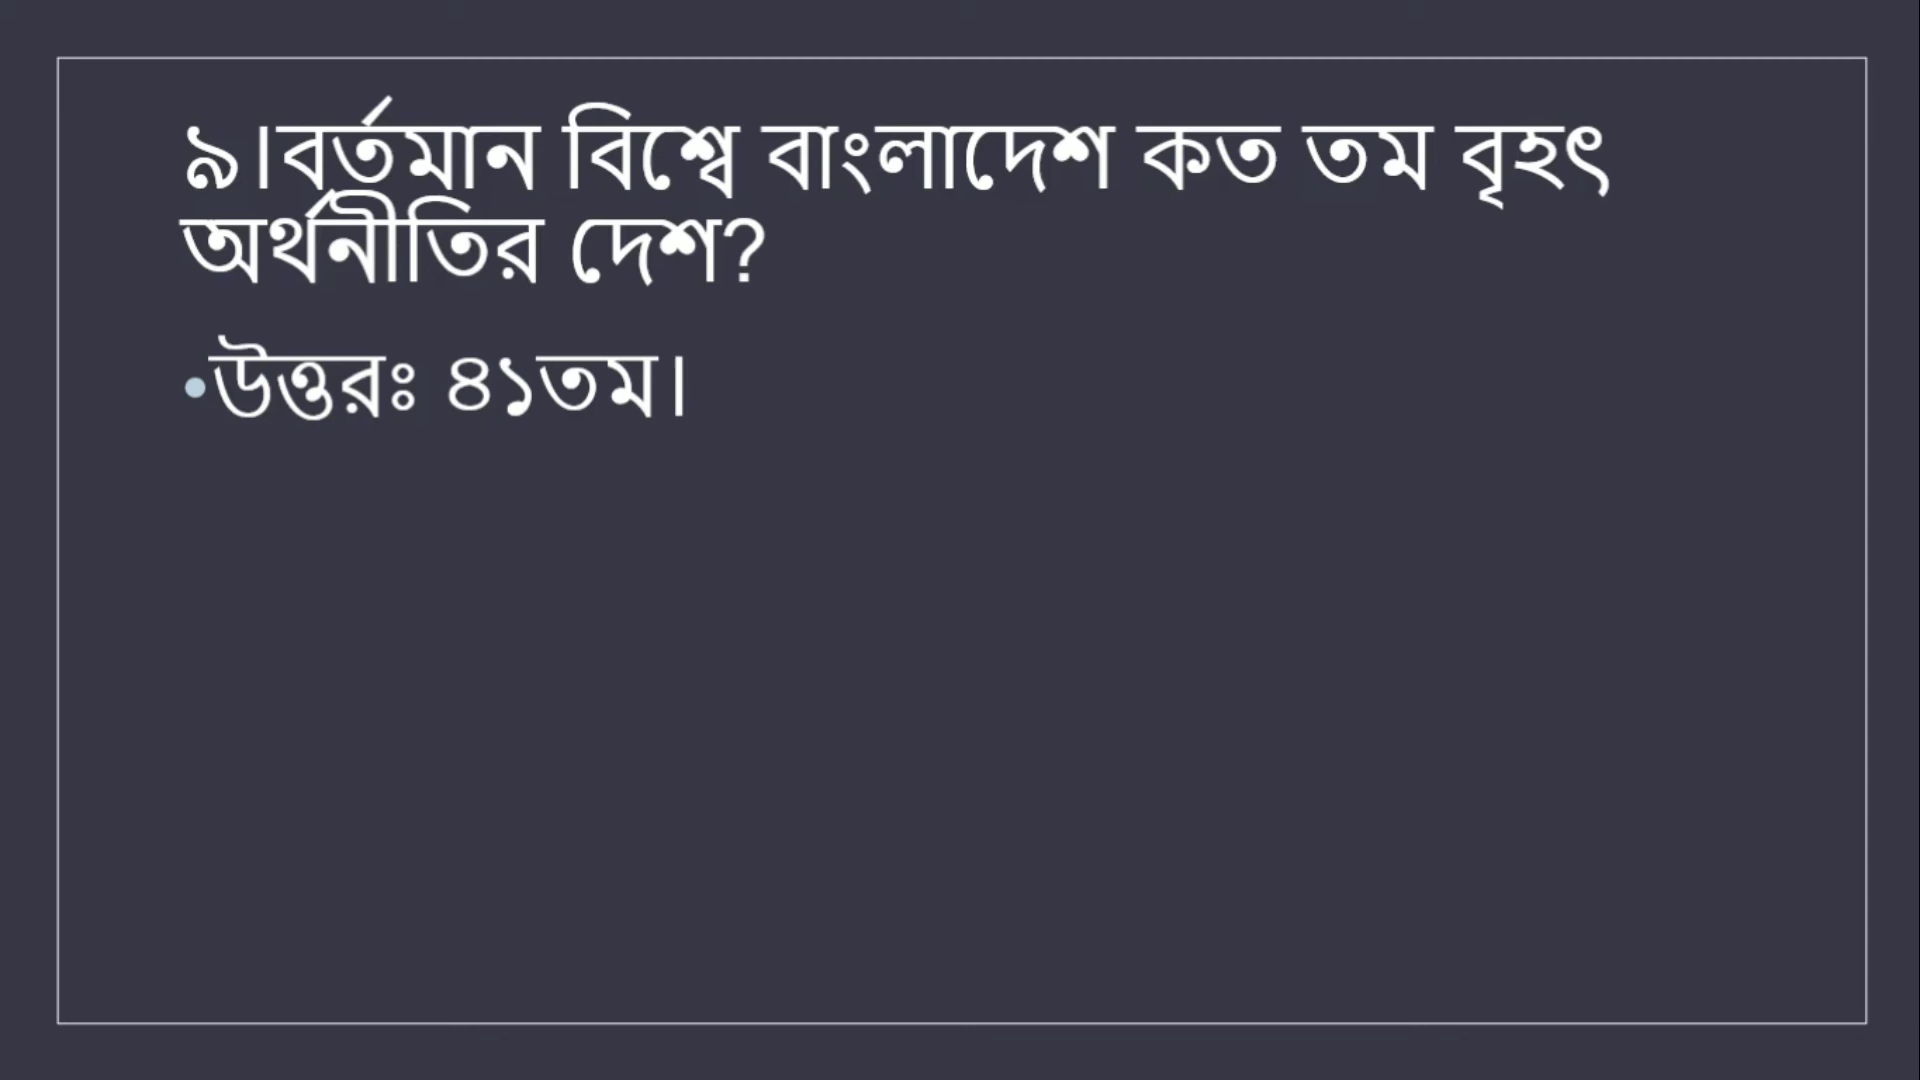 ৯।বর্তমান বিশ্বে বাংলাদেশ কত তম বৃহৎ
অর্থনীতির দেশ?
•উত্তরঃ ৪১তম।